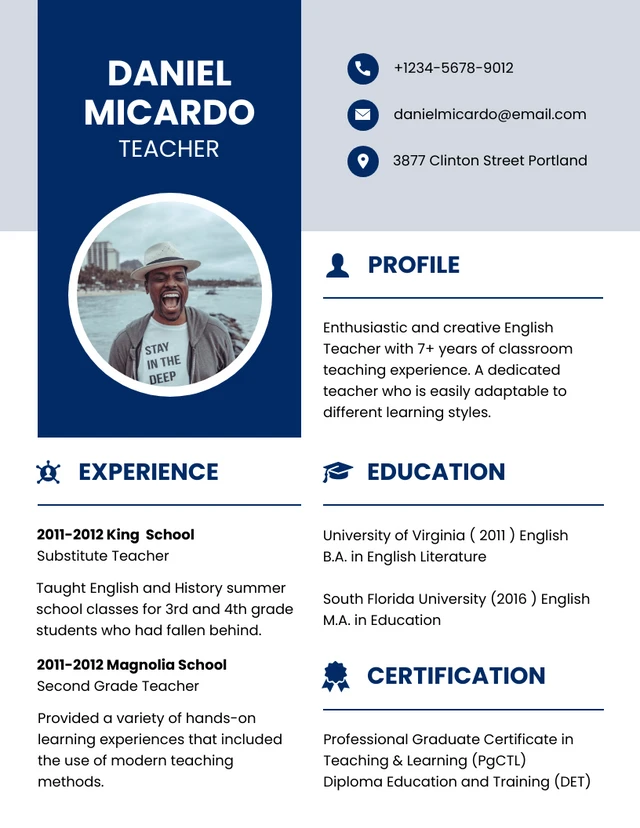 DANIEL
MICARDO
TEACHER
+1234-5678-9012
danielmicardo@email.com
3877 Clinton Street Portland
STAY
IN THE
DEEP
PROFILE
Enthusiastic and creative English
Teacher with 7+ years of classroom
teaching experience. A dedicated
teacher who is easily adaptable to
different learning styles.
EXPERIENCE
2011-2012 King  School
Substitute Teacher
Taught English and History summer
school classes for 3rd and 4th grade
students who had fallen behind.
2011-2012 Magnolia School
Second Grade Teacher
Provided a variety of hands-on
learning experiences that included
the use of modern teaching
methods.
EDUCATION
University of Virginia ( 2011 ) English
B.A. in English Literature
South Florida University (2016 ) English
M.A. in Education
CERTIFICATION
Professional Graduate Certificate in
Teaching & Learning (PgCTL)
Diploma Education and Training (DET)